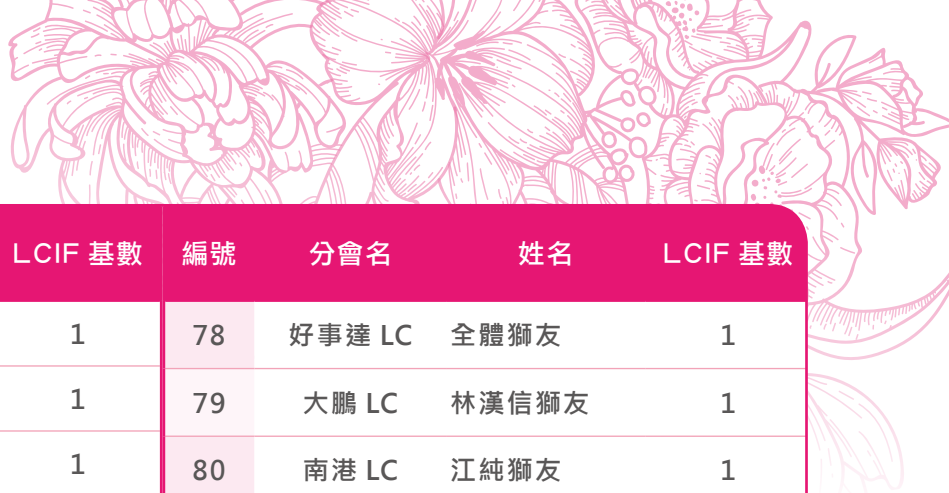 LCIF 基數 編號 分會名 姓名 LCIF 基數
1 78 好事達 LC 全體獅友 1
1 79 大鵬 LC 林漢信獅友 1
1 80 南港 LC 江純獅友 1